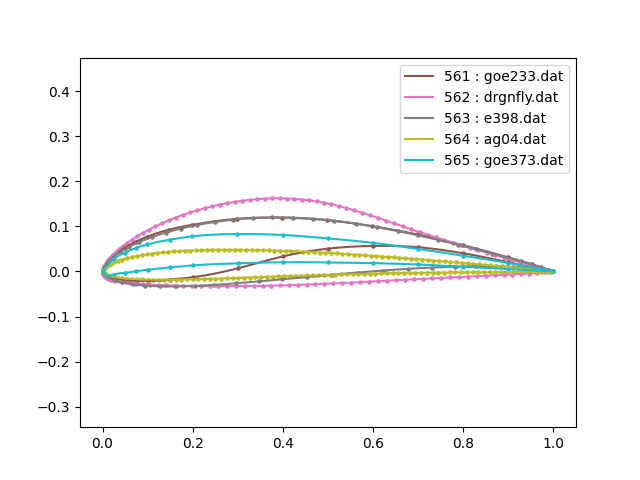 561 : goe233.dat
562 : drgnfly.dat
563 : e398.dat
564 : ag04.dat
565 : goe373.dat
0.4
0.3
0.2
0.1
0.0
−0.1
−0.2
−0.3
0.0 0.2 0.4 0.6 0.8 1.0